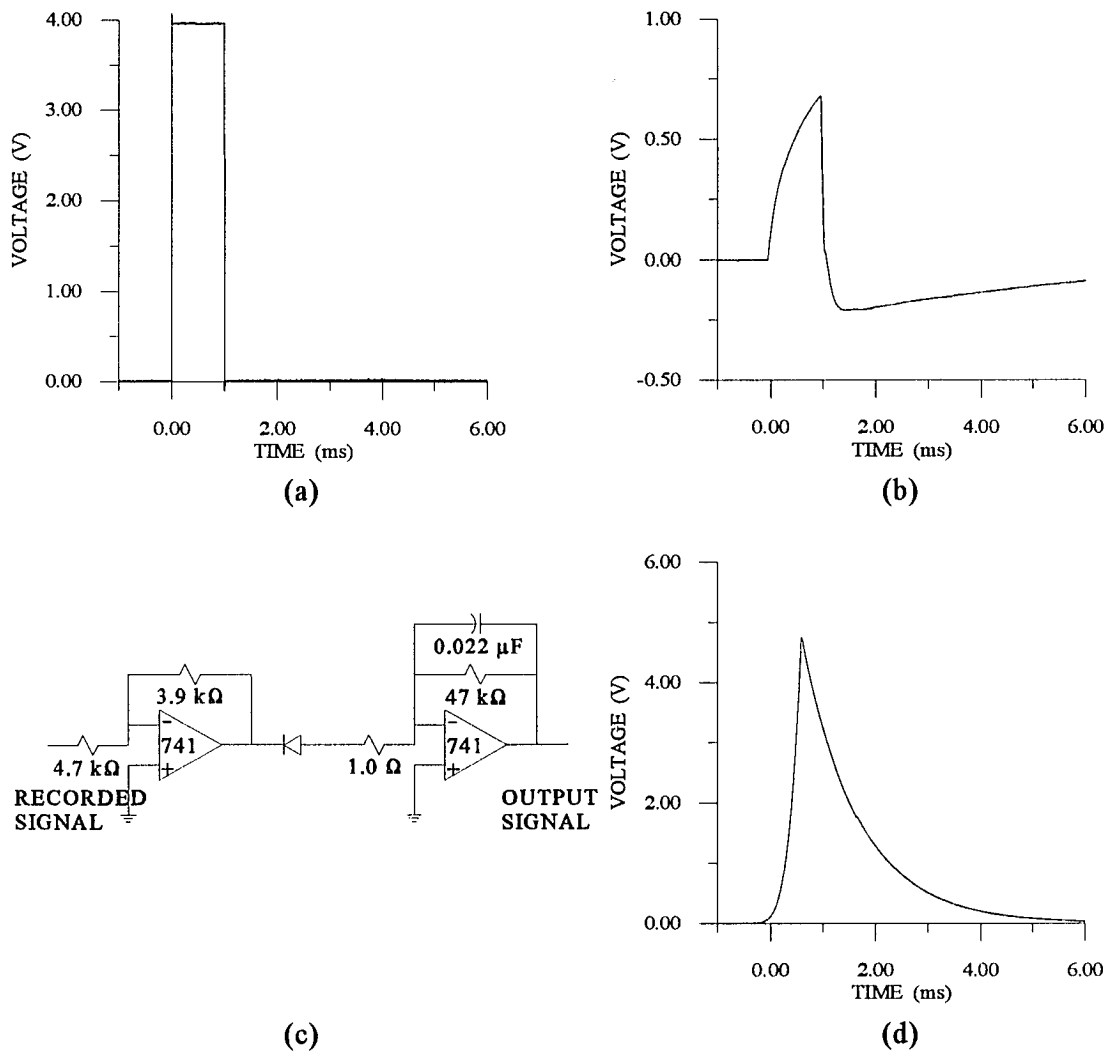 4.00
3.00
2.00
1.00
0.00
VOLTAGE (V)
0.00 2.00 4.00 6.00
TIME (ms)
(a)
1.00
0.50
0.00
-0.50
VOLTAGE (V)
0.00 2.00 4.00 6.00
TIME (ms)
(b)
0.022 µF
3.9 kΩ
47 kΩ
741
741
4.7 kΩ
1.0 Ω
RECORDED
SIGNAL
OUTPUT
SIGNAL
(c)
6.00
4.00
2.00
0.00
VOLTAGE (V)
0.00 2.00 4.00 6.00
TIME (ms)
(d)